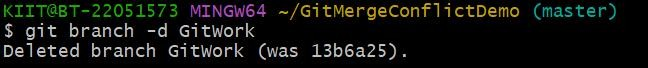 KIIT@BT-22051573 MINGW64 ~/GitMergeConflictDemo (master)
$ git branch -d GitWork
Deleted branch GitWork (was 13b6a25).